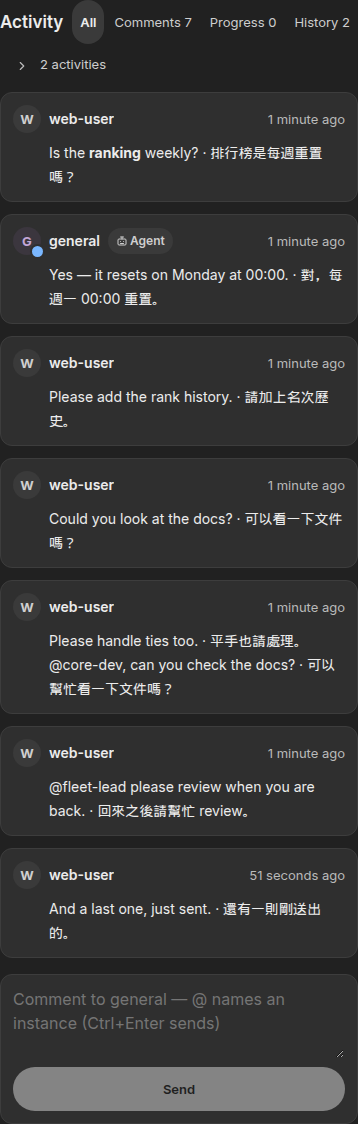 Activity All Comments 7 Progress 0 History 2
2 activities
W web-user 1 minute ago
Is the ranking weekly? · 排行榜是每週重置
嗎？
G general Agent 1 minute ago
Yes — it resets on Monday at 00:00. · 對，每
週一 00:00 重置。
W web-user 1 minute ago
Please add the rank history. · 請加上名次歷
史。
W web-user 1 minute ago
Could you look at the docs? · 可以看一下文件
嗎？
W web-user 1 minute ago
Please handle ties too. · 平手也請處理。
@core-dev, can you check the docs? · 可以
幫忙看一下文件嗎？
W web-user 1 minute ago
@fleet-lead please review when you are
back. · 回來之後請幫忙 review。
W web-user 51 seconds ago
And a last one, just sent. · 還有一則剛送出
的。
Comment to general — @ names an
instance (Ctrl+Enter sends)
Send